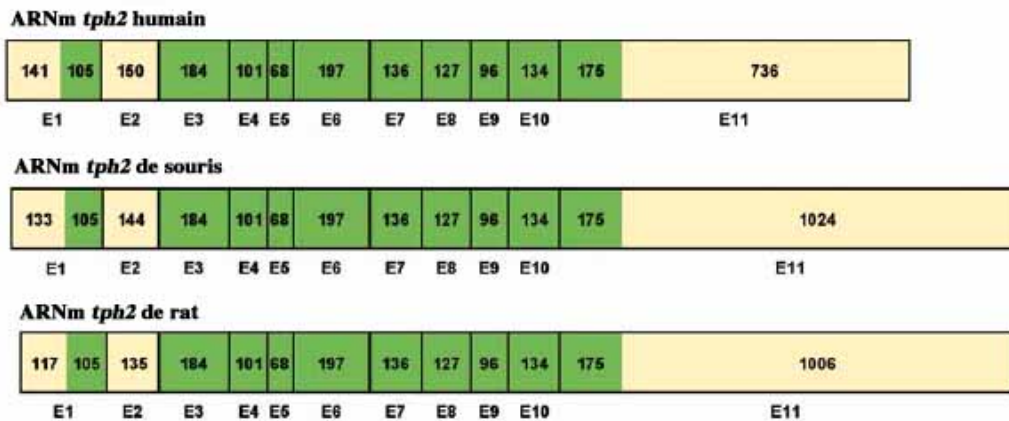 ARNm tph2 humain
141 105 150 184 101 68 197 136 127 96 134 175 736
E1 E2 E3 E4 E5 E6 E7 E8 E9 E10 E11
ARNm tph2 de souris
133 105 144 184 101 68 197 136 127 96 134 175 1024
E1 E2 E3 E4 E5 E6 E7 E8 E9 E10 E11
ARNm tph2 de rat
117 105 135 184 101 68 197 136 127 96 134 175 1006
E1 E2 E3 E4 E5 E6 E7 E8 E9 E10 E11